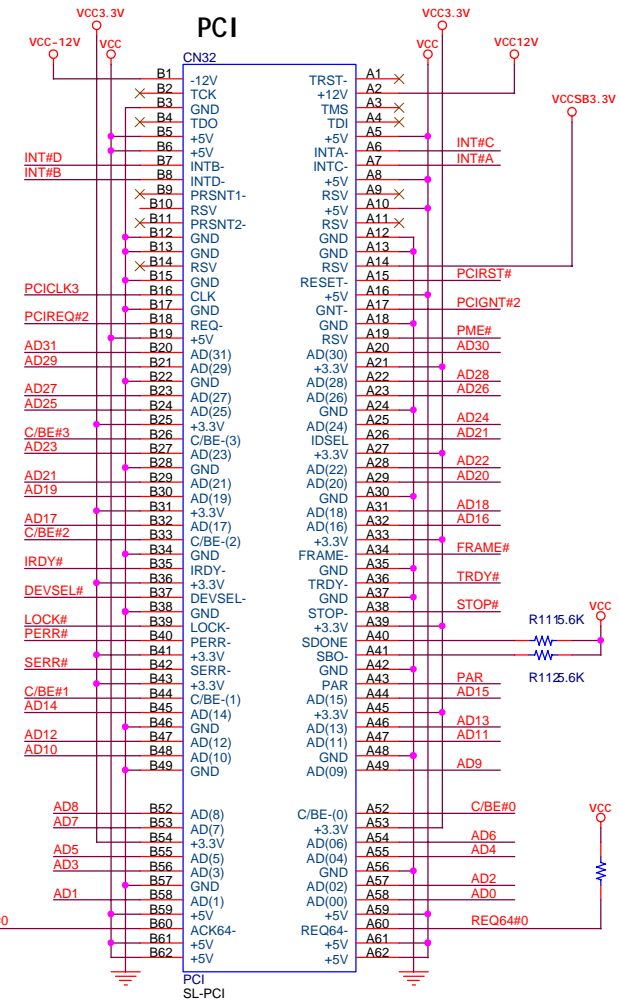 PCI
VCC3.3V
VCC3.3V
VCC-12V
VCC
VCC
VCC12V
VCCSB3.3V
CN32
B1 -12V TRST- A1
B2 TCK +12V A2
B3 GND TMS A3
B4 TDO TDI A4
B5 +5V +5V A5
B6 +5V INTA- A6 INT#C
INT#D B7 INTB- INTC- A7 INT#A
INT#B B8 INTD- +5V A8
B9 PRSNT1- RSV A9
B10 RSV +5V A10
B11 PRSNT2- RSV A11
B12 GND GND A12
B13 GND GND A13
B14 RSV RSV A14
B15 GND RESET- A15 PCIRST#
PCICLK3 B16 CLK +5V A16
B17 GND GNT- A17 PCIGNT#2
PCIREQ#2 B18 REQ- GND A18
B19 +5V RSV A19 PME#
AD31 B20 AD(31) AD(30) A20 AD30
AD29 B21 AD(29) +3.3V A21
B22 GND AD(28) A22 AD28
AD27 B23 AD(27) AD(26) A23 AD26
AD25 B24 AD(25) GND A24
B25 +3.3V AD(24) A25 AD24
C/BE#3 B26 C/BE-(3) IDSEL A26 AD21
AD23 B27 AD(23) +3.3V A27
B28 GND AD(22) A28 AD22
AD21 B29 AD(21) AD(20) A29 AD20
AD19 B30 AD(19) GND A30
B31 +3.3V AD(18) A31 AD18
AD17 B32 AD(17) AD(16) A32 AD16
C/BE#2 B33 C/BE-(2) +3.3V A33
B34 GND FRAME- A34 FRAME#
IRDY# B35 IRDY- GND A35
B36 +3.3V TRDY- A36 TRDY#
DEVSEL# B37 DEVSEL- GND A37
B38 GND STOP- A38 STOP#
LOCK# B39 LOCK- +3.3V A39
PERR# B40 PERR- SDONE A40 R111 5.6K VCC
B41 +3.3V SBO- A41 R112 5.6K
SERR# B42 SERR- GND A42
B43 +3.3V PAR A43 PAR
C/BE#1 B44 C/BE-(1) AD(15) A44 AD15
AD14 B45 AD(14) +3.3V A45
B46 GND AD(13) A46 AD13
AD12 B47 AD(12) AD(11) A47 AD11
AD10 B48 AD(10) GND A48
B49 GND AD(09) A49 AD9
AD8 B52 AD(8) C/BE-(0) A52 C/BE#0 VCC
AD7 B53 AD(7) +3.3V A53
B54 +3.3V AD(06) A54 AD6
AD5 B55 AD(5) AD(04) A55 AD4
AD3 B56 AD(3) GND A56
B57 GND AD(02) A57 AD2
AD1 B58 AD(1) AD(00) A58 AD0
B59 +5V +5V A59
#0 B60 ACK64- REQ64- A60 REQ64#0
B61 +5V +5V A61
B62 +5V +5V A62
PCI
SL-PCI